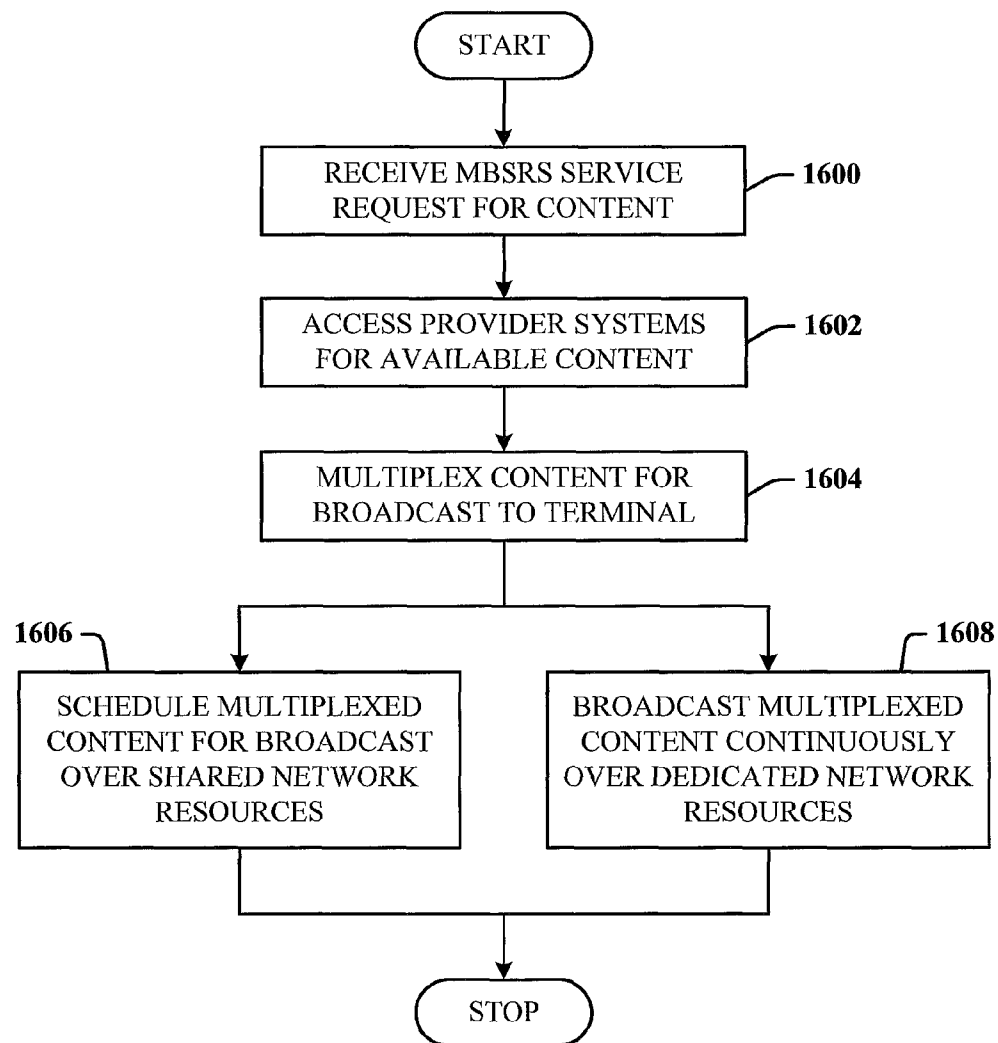 START
RECEIVE MBSRS SERVICE
REQUEST FOR CONTENT
1600
ACCESS PROVIDER SYSTEMS
FOR AVAILABLE CONTENT
1602
MULTIPLEX CONTENT FOR
BROADCAST TO TERMINAL
1604
1606
SCHEDULE MULTIPLEXED
CONTENT FOR BROADCAST
OVER SHARED NETWORK
RESOURCES
1608
BROADCAST MULTIPLEXED
CONTENT CONTINUOUSLY
OVER DEDICATED NETWORK
RESOURCES
STOP